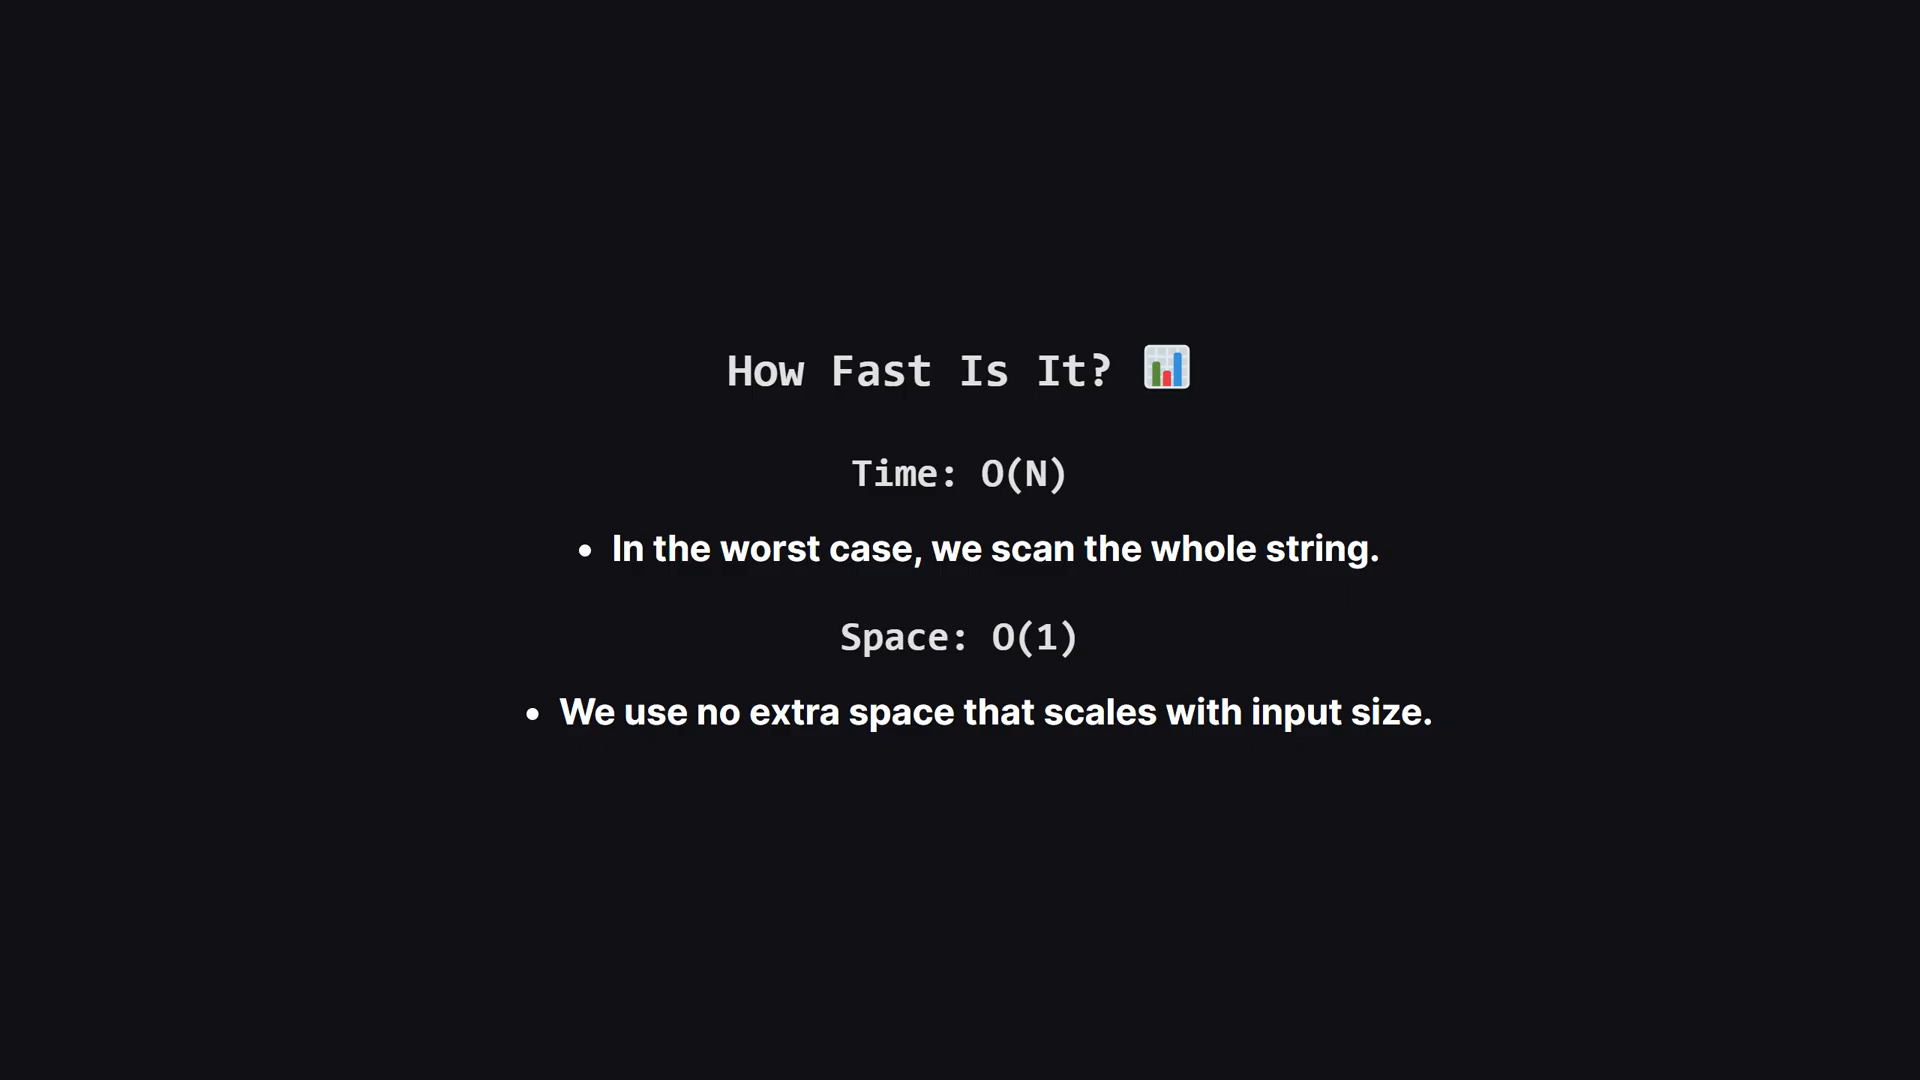 How Fast Is It? 📊
Time: O(N)
• In the worst case, we scan the whole string.
Space: O(1)
• We use no extra space that scales with input size.